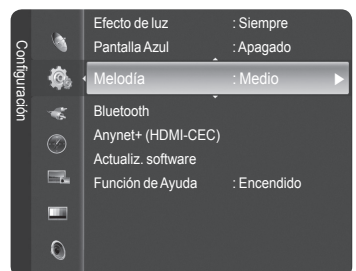 Configuración
Efecto de luz : Siempre
Pantalla Azul : Apagado
Melodía : Medio
Bluetooth
Anynet+ (HDMI-CEC)
Actualiz. software
Función de Ayuda : Encendido